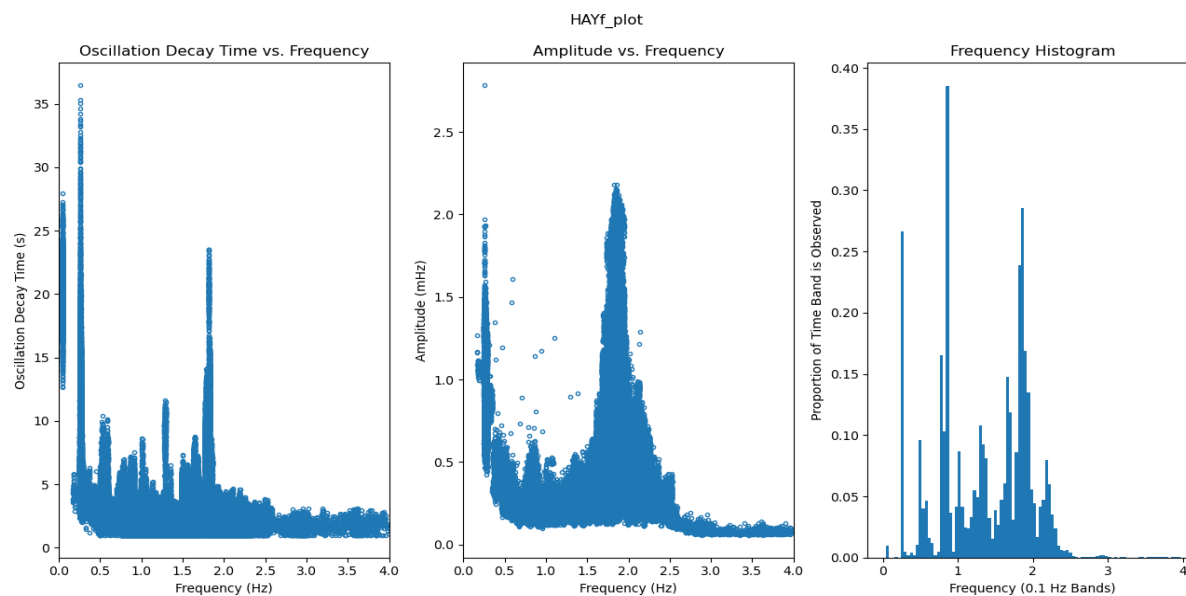 HAYf_plot
Oscillation Decay Time vs. Frequency
Oscillation Decay Time (s)
35
30
25
20
15
10
5
0
0.0 0.5 1.0 1.5 2.0 2.5 3.0 3.5 4.0
Frequency (Hz)
Amplitude vs. Frequency
Amplitude (mHz)
2.5
2.0
1.5
1.0
0.5
0.0
0.0 0.5 1.0 1.5 2.0 2.5 3.0 3.5 4.0
Frequency (Hz)
Frequency Histogram
Proportion of Time Band is Observed
0.40
0.35
0.30
0.25
0.20
0.15
0.10
0.05
0.00
0 1 2 3 4
Frequency (0.1 Hz Bands)